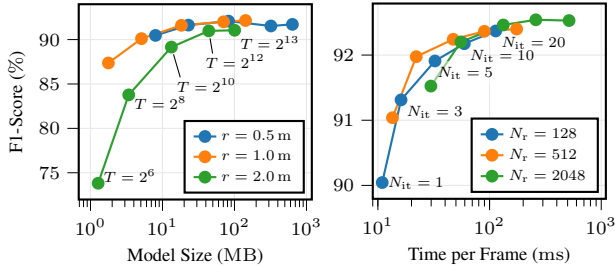 F1-Score (%)
90
85
80
75
T = 2^13
T = 2^12
T = 2^10
T = 2^8
T = 2^6
r = 0.5 m
r = 1.0 m
r = 2.0 m
10^0 10^1 10^2 10^3
Model Size (MB)
92
91
90
N_it = 20
N_it = 10
N_it = 5
N_it = 3
N_it = 1
N_r = 128
N_r = 512
N_r = 2048
10^1 10^2 10^3
Time per Frame (ms)